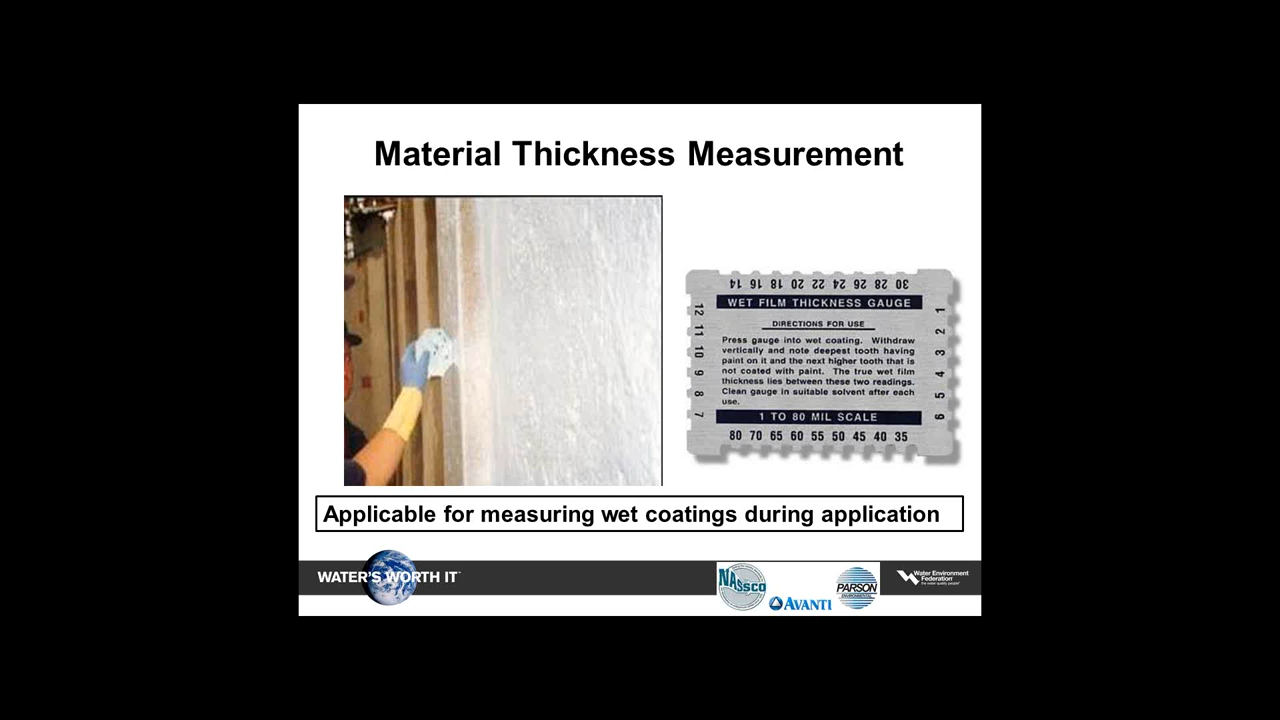 Material Thickness Measurement
14 16 18 20 22 24 26 28 30
WET FILM THICKNESS GAUGE
DIRECTIONS FOR USE
Press gauge into wet coating. Withdraw
vertically and note deepest tooth having
paint on it and the next higher tooth that is
not coated with paint. The true wet film
thickness lies between these two readings.
Clean gauge in suitable solvent after each
use.
1 TO 80 MIL SCALE
80 70 65 60 55 50 45 40 35
12 11 10 9 8 7
1 2 3 4 5 6
Applicable for measuring wet coatings during application
WATER'S WORTH IT
NASSCO
AVANTI
PARSON
ENVIRONMENTAL
Water Environment
Federation
the water quality people